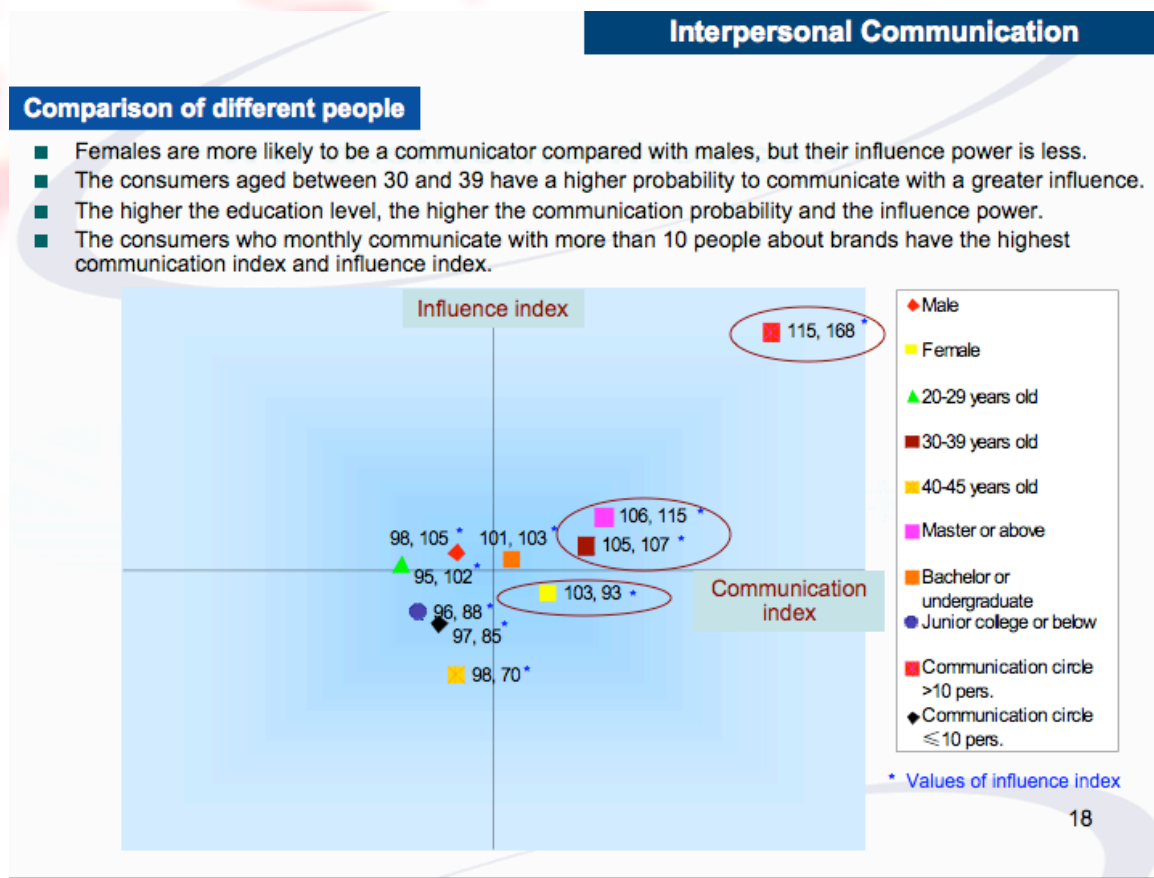 Interpersonal Communication
Comparison of different people
Females are more likely to be a communicator compared with males, but their influence power is less.
The consumers aged between 30 and 39 have a higher probability to communicate with a greater influence.
The higher the education level, the higher the communication probability and the influence power.
The consumers who monthly communicate with more than 10 people about brands have the highest
communication index and influence index.
Influence index
115, 168 *
106, 115 *
98, 105 *
101, 103 *
105, 107 *
95, 102 *
103, 93 *
96, 88 *
97, 85 *
98, 70 *
Communication
index
Male
Female
20-29 years old
30-39 years old
40-45 years old
Master or above
Bachelor or
undergraduate
Junior college or below
Communication circle
>10 pers.
Communication circle
≤10 pers.
* Values of influence index
18